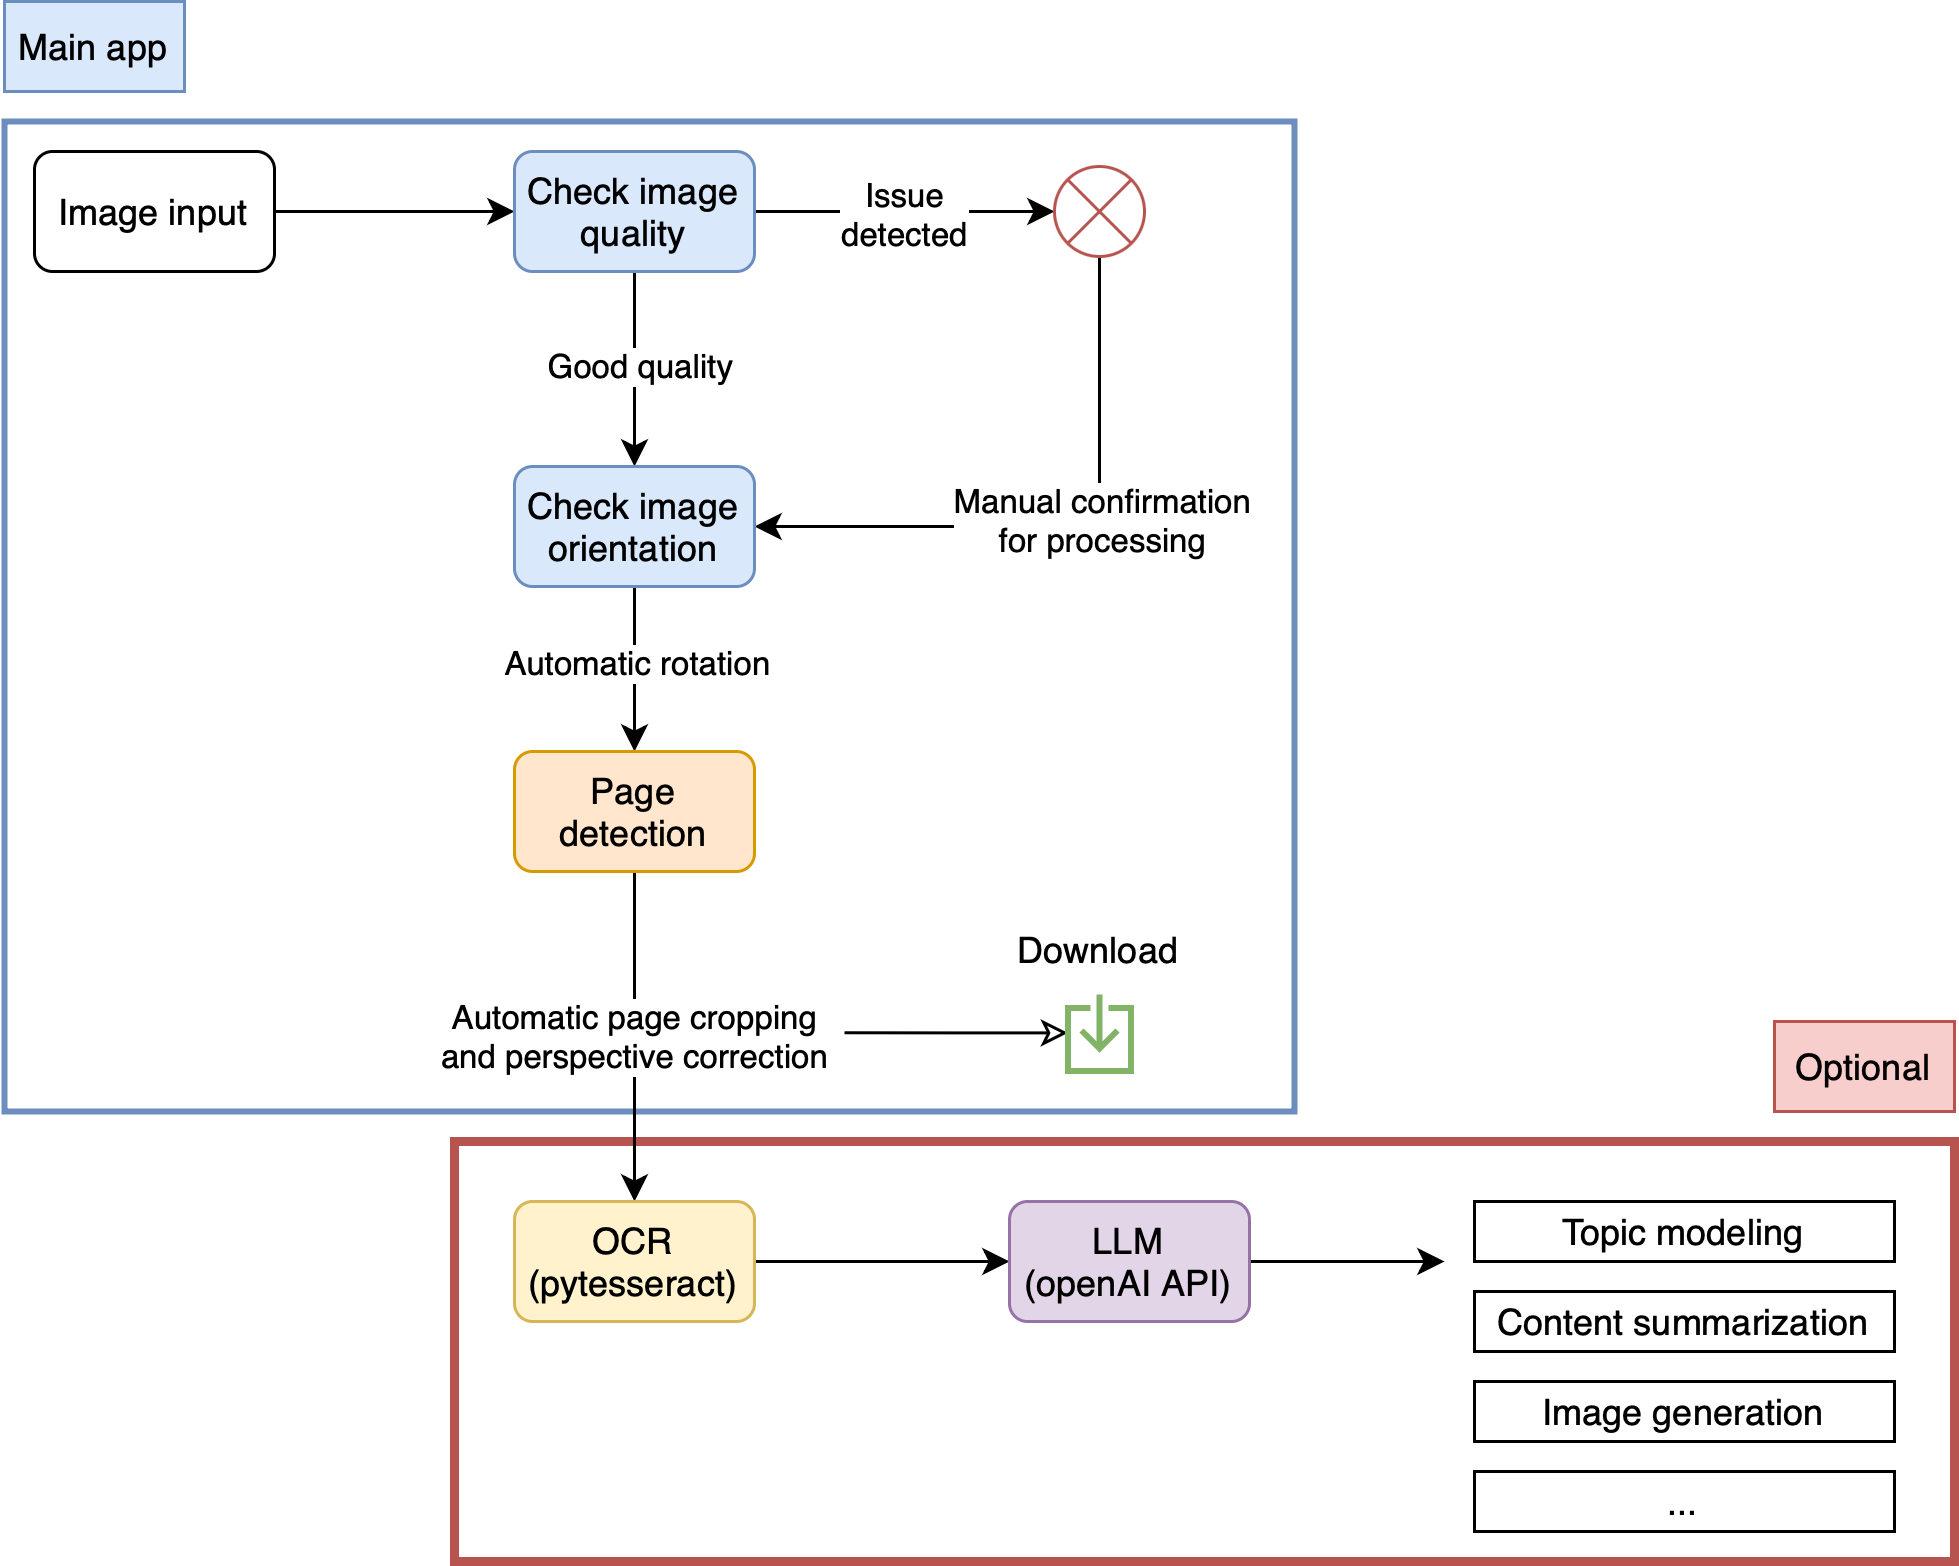 Main app
Image input
Check image
quality
Issue
detected
Good quality
Check image
orientation
Manual confirmation
for processing
Automatic rotation
Page
detection
Download
Automatic page cropping
and perspective correction
Optional
OCR
(pytesseract)
LLM
(openAI API)
Topic modeling
Content summarization
Image generation
...